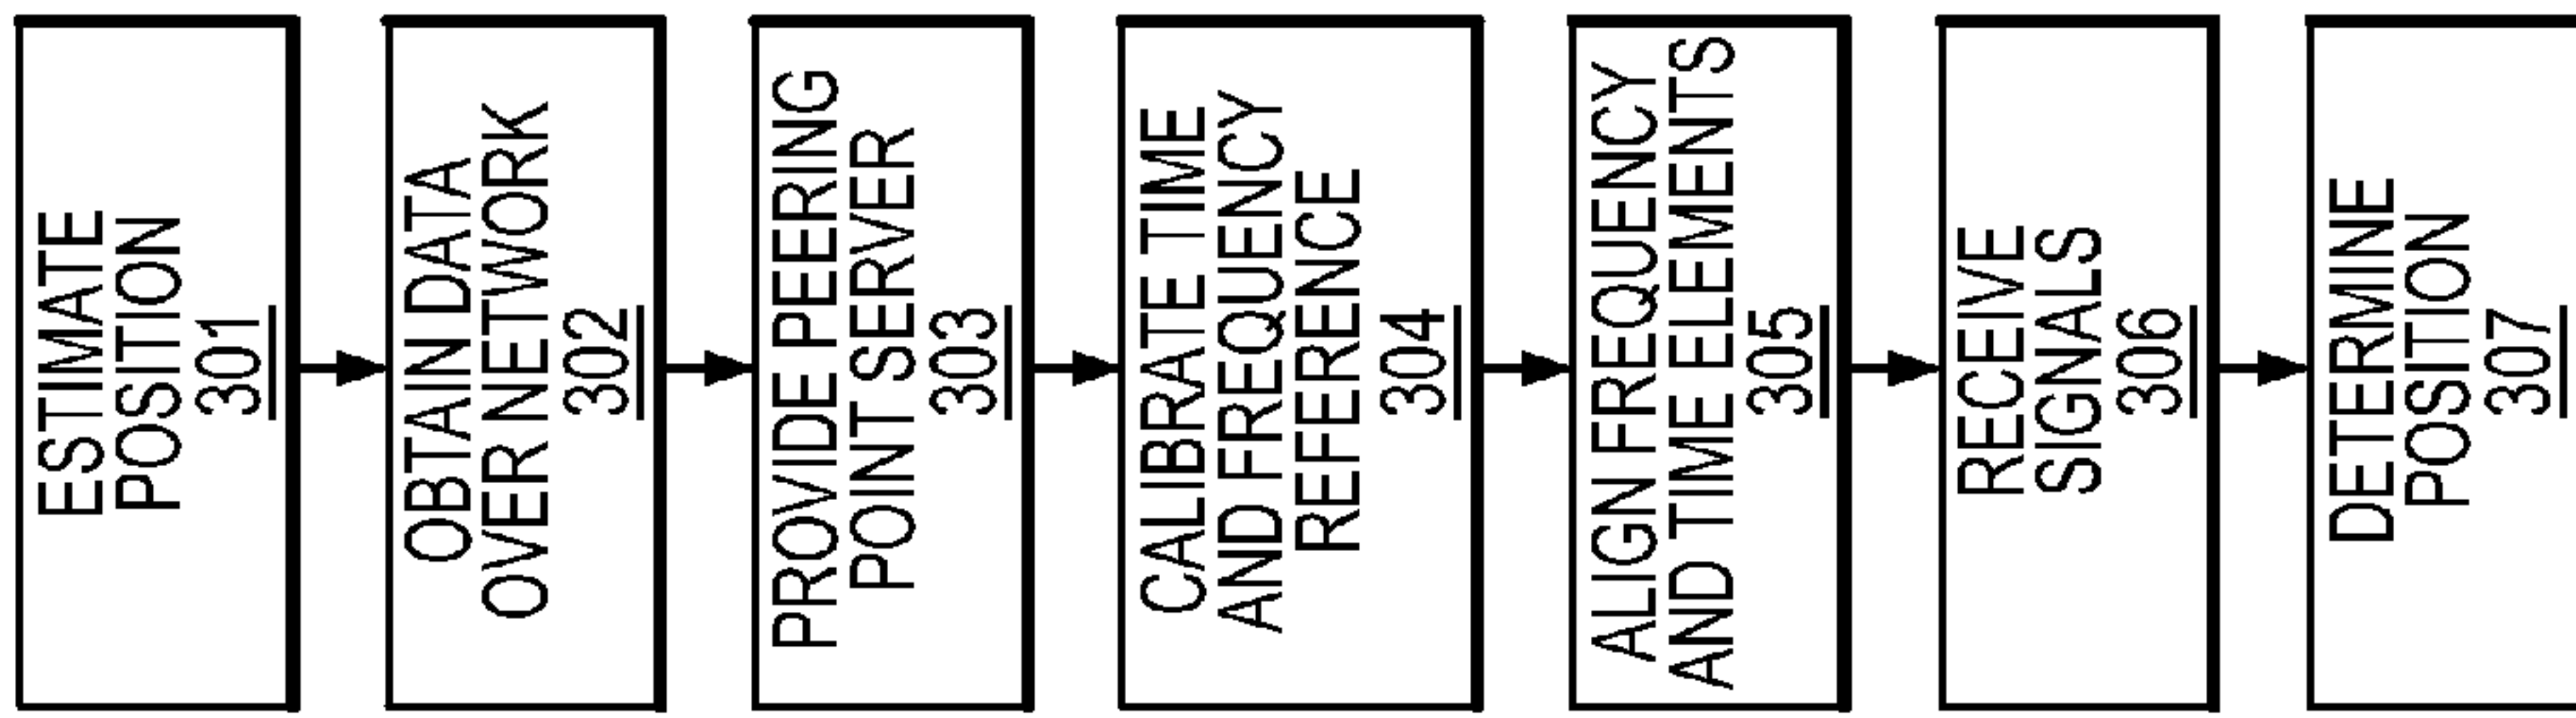 ESTIMATE
POSITION
301
OBTAIN DATA
OVER NETWORK
302
PROVIDE PEERING
POINT SERVER
303
CALIBRATE TIME
AND FREQUENCY
REFERENCE
304
ALIGN FREQUENCY
AND TIME ELEMENTS
305
RECEIVE
SIGNALS
306
DETERMINE
POSITION
307